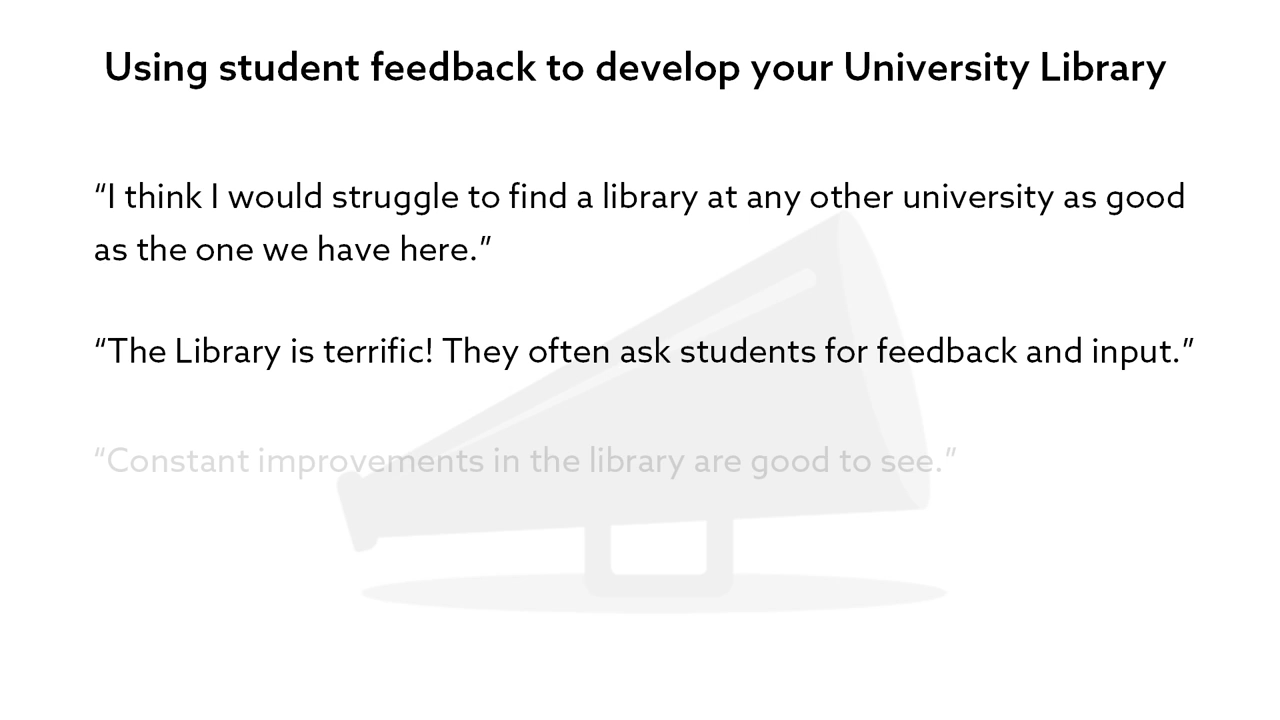 Using student feedback to develop your University Library
“I think I would struggle to find a library at any other university as good
as the one we have here.”
“The Library is terrific! They often ask students for feedback and input.”
“Constant improvements in the library are good to see.”